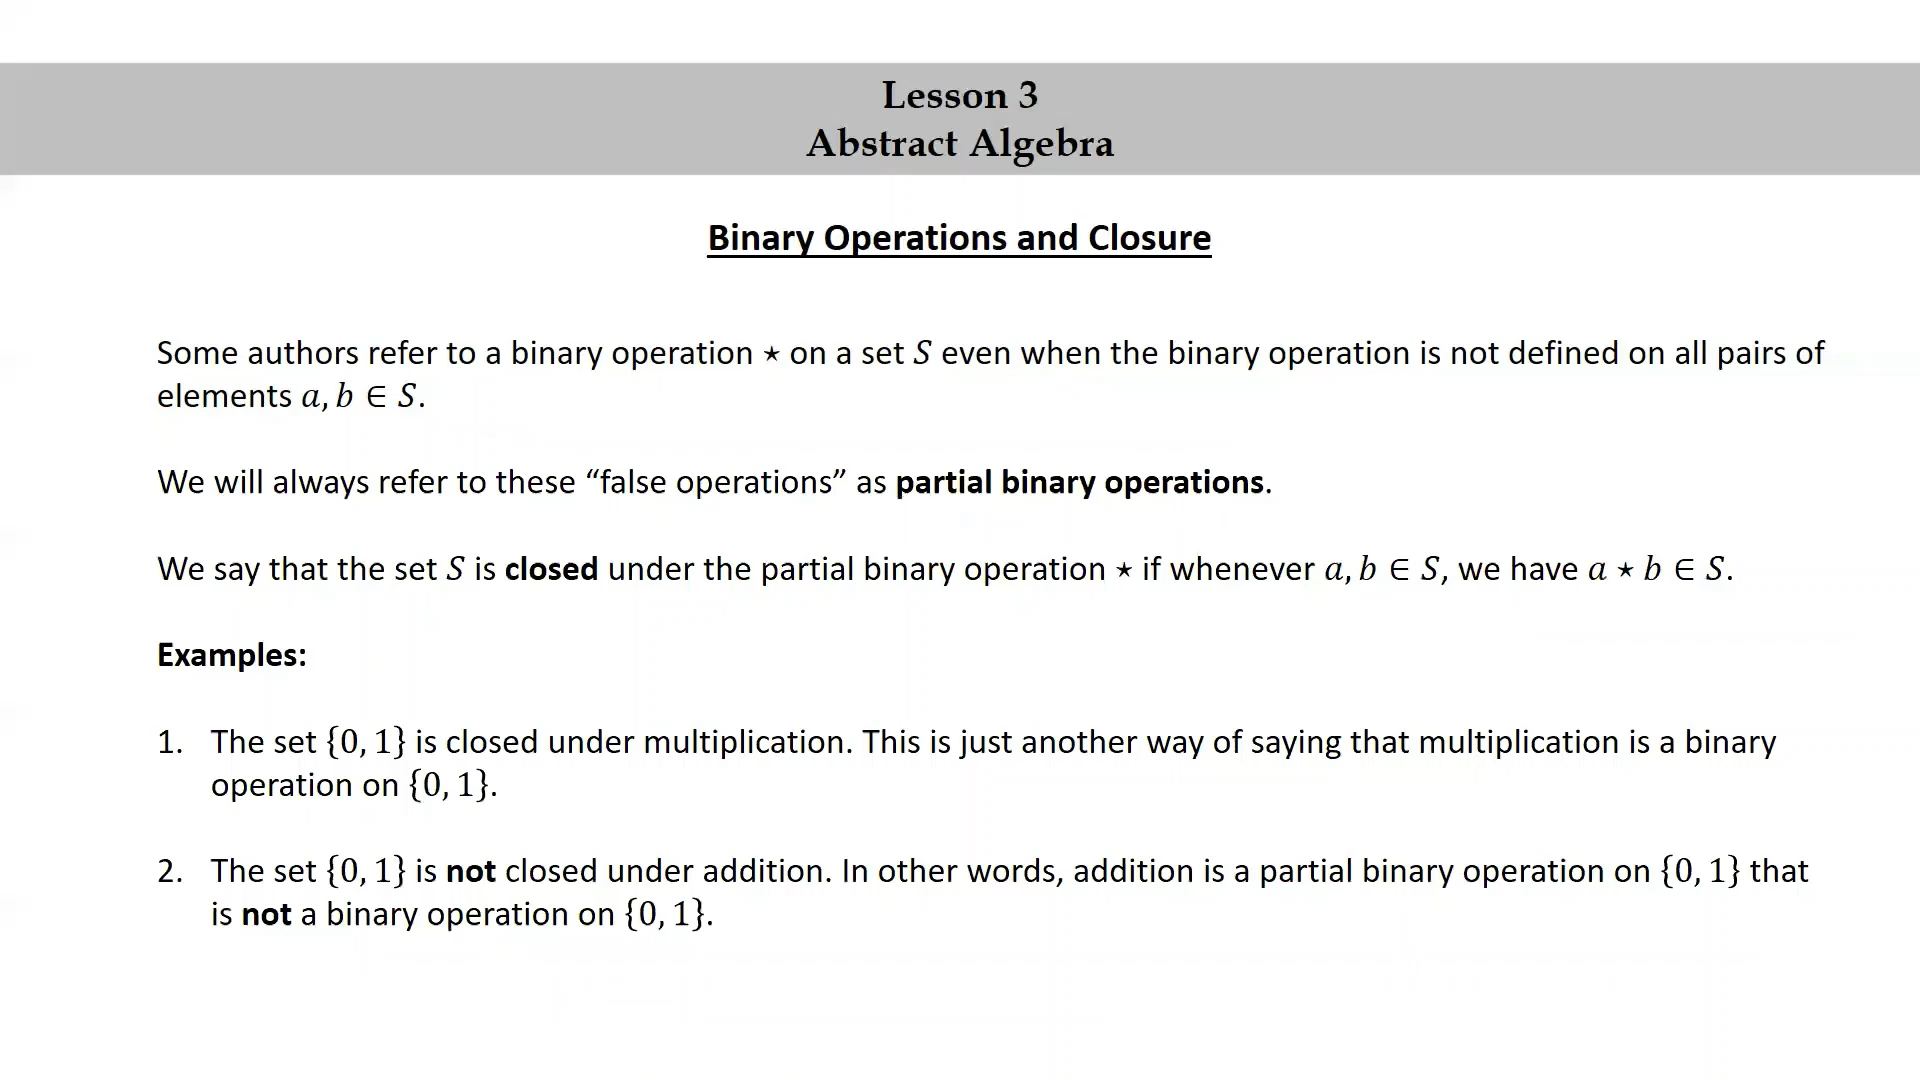 Lesson 3
Abstract Algebra
Binary Operations and Closure
Some authors refer to a binary operation ⋆ on a set S even when the binary operation is not defined on all pairs of
elements a, b ∈ S.
We will always refer to these “false operations” as partial binary operations.
We say that the set S is closed under the partial binary operation ⋆ if whenever a, b ∈ S, we have a ⋆ b ∈ S.
Examples:
1. The set {0, 1} is closed under multiplication. This is just another way of saying that multiplication is a binary
operation on {0, 1}.
2. The set {0, 1} is not closed under addition. In other words, addition is a partial binary operation on {0, 1} that
is not a binary operation on {0, 1}.